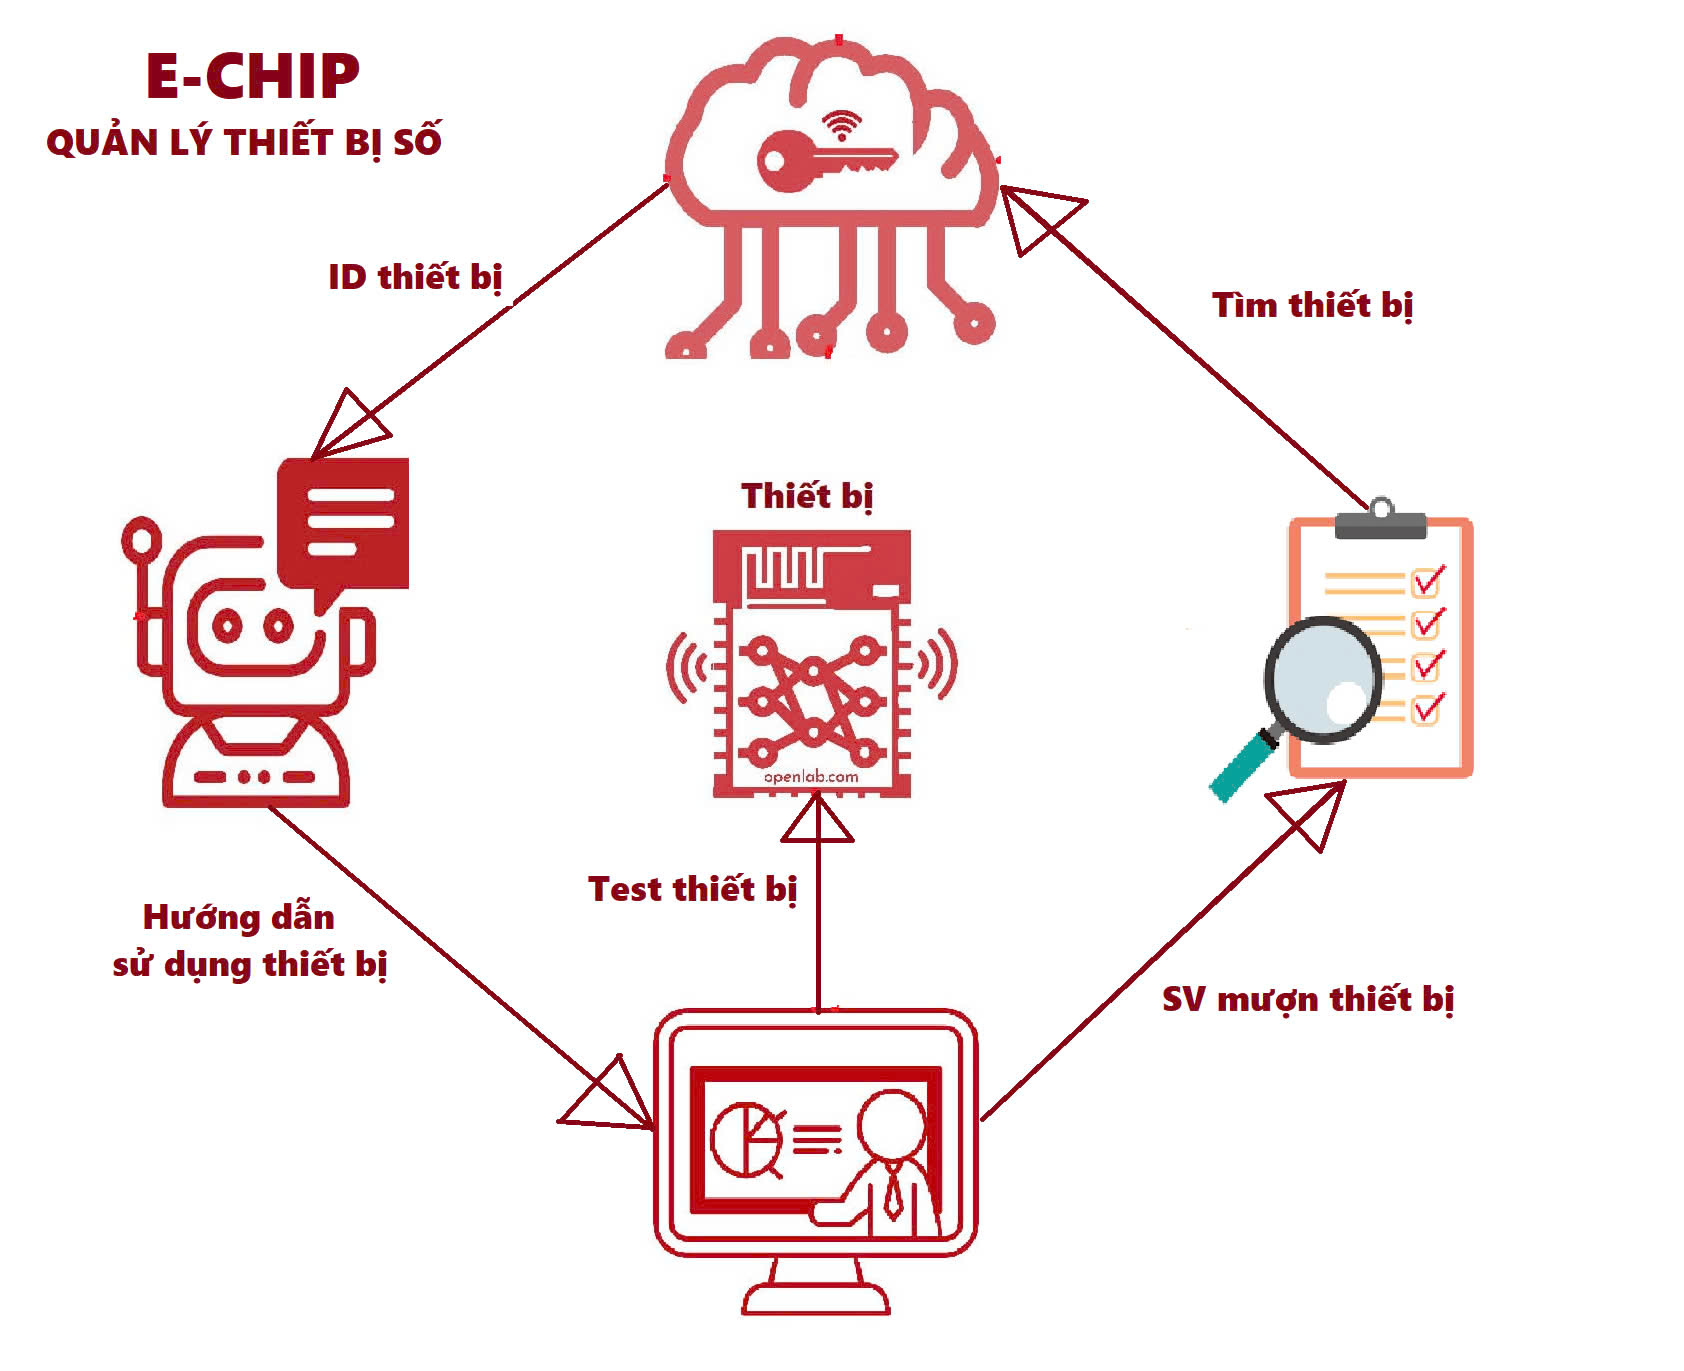 E-CHIP
QUẢN LÝ THIẾT BỊ SỐ
ID thiết bị
Tìm thiết bị
Thiết bị
openlab.com
Test thiết bị
Hướng dẫn
sử dụng thiết bị
SV mượn thiết bị